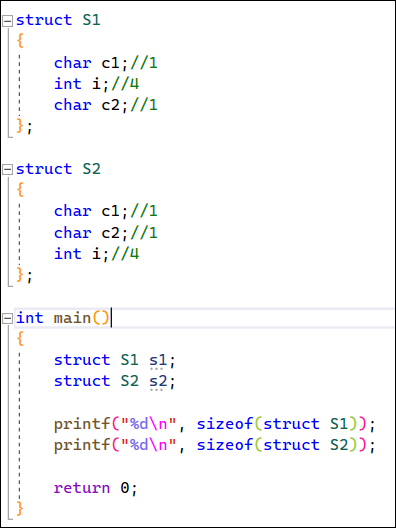 struct S1
{
    char c1;//1
    int i;//4
    char c2;//1
};

struct S2
{
    char c1;//1
    char c2;//1
    int i;//4
};

int main()
{
    struct S1 s1;
    struct S2 s2;

    printf("%d\n", sizeof(struct S1));
    printf("%d\n", sizeof(struct S2));

    return 0;
}